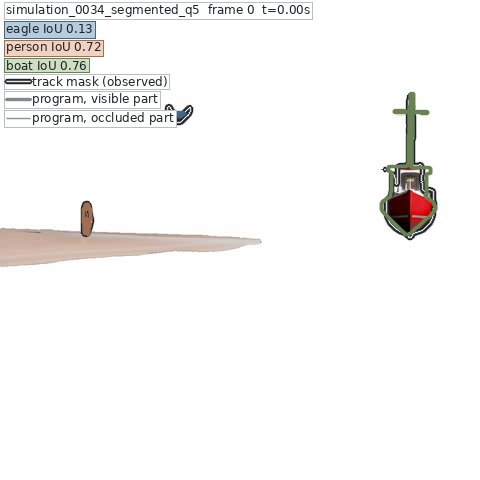 simulation_0034_segmented_q5  frame 0  t=0.00s
eagle IoU 0.13
person IoU 0.72
boat IoU 0.76
track mask (observed)
program, visible part
program, occluded part